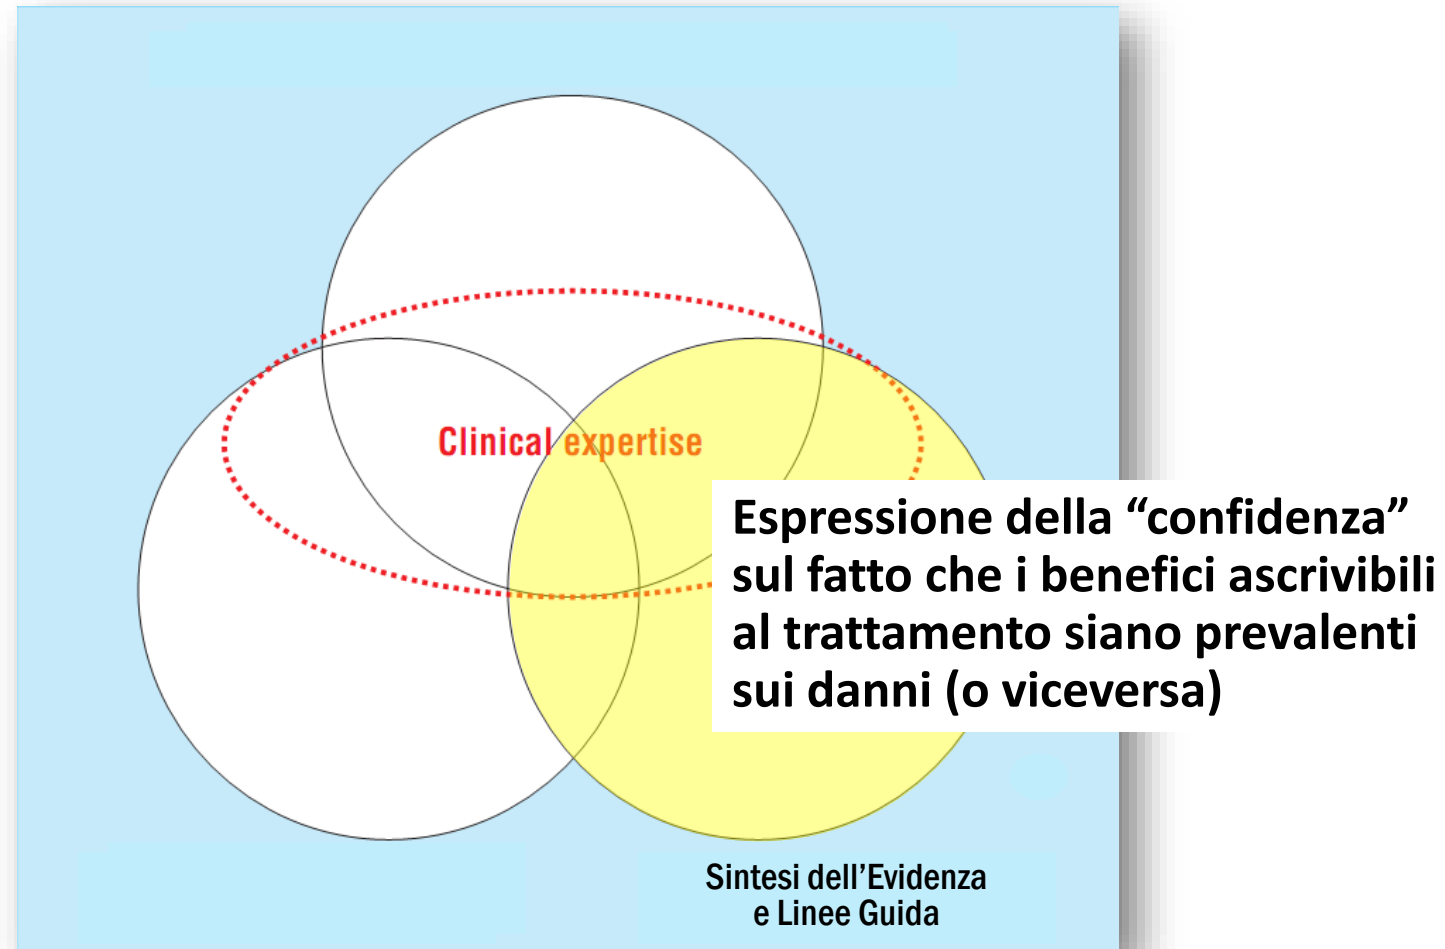 Clinical expertise
Espressione della “confidenza”
sul fatto che i benefici ascrivibili
al trattamento siano prevalenti
sui danni (o viceversa)
Sintesi dell’Evidenza
e Linee Guida